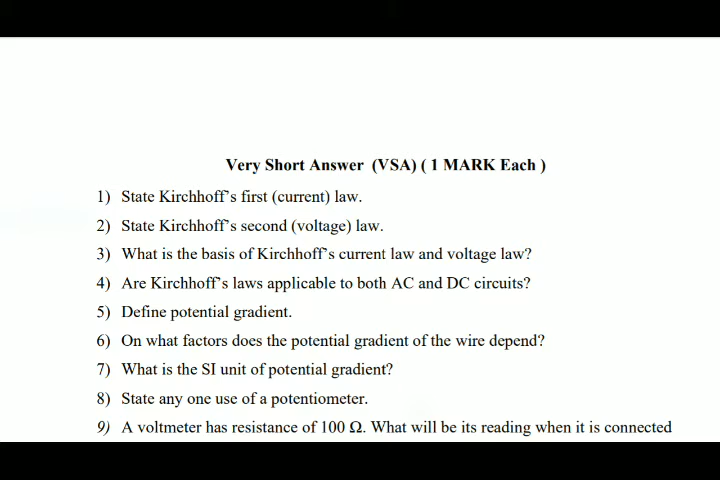 Very Short Answer (VSA) ( 1 MARK Each )
1) State Kirchhoff's first (current) law.
2) State Kirchhoff's second (voltage) law.
3) What is the basis of Kirchhoff's current law and voltage law?
4) Are Kirchhoff's laws applicable to both AC and DC circuits?
5) Define potential gradient.
6) On what factors does the potential gradient of the wire depend?
7) What is the SI unit of potential gradient?
8) State any one use of a potentiometer.
9) A voltmeter has resistance of 100 Ω. What will be its reading when it is connected